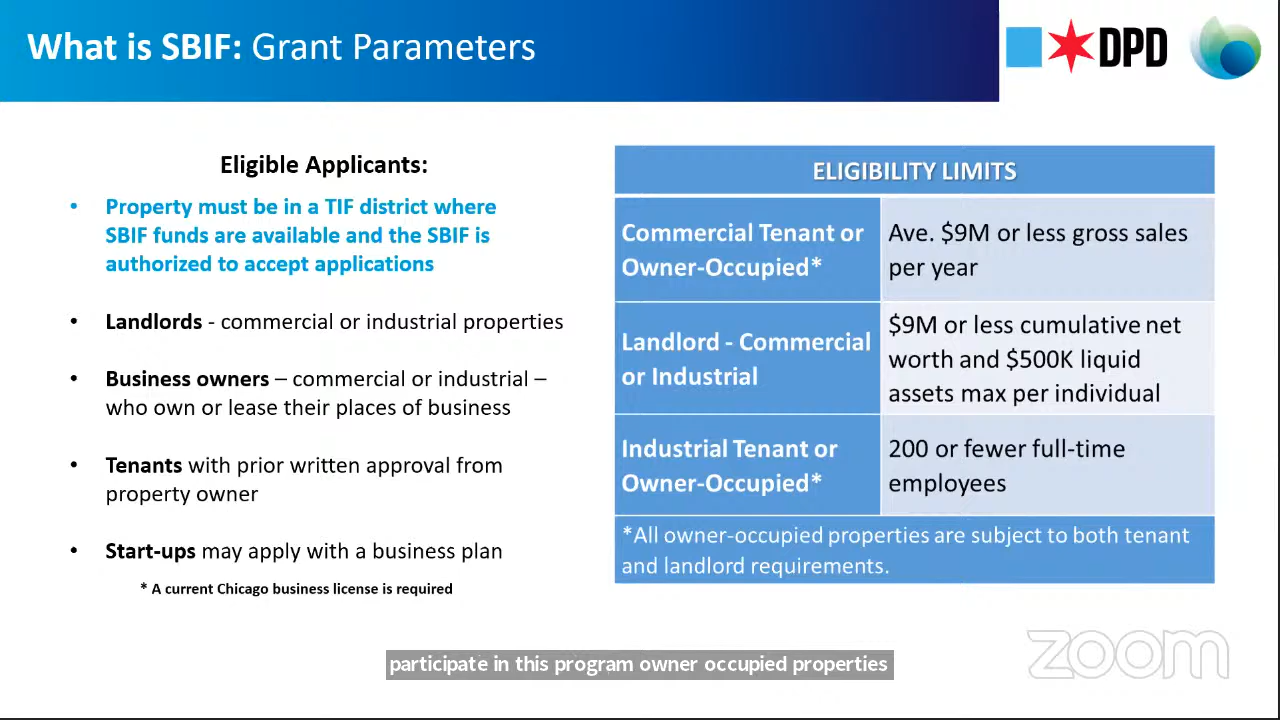 What is SBIF: Grant Parameters
DPD
Eligible Applicants:
• Property must be in a TIF district where
SBIF funds are available and the SBIF is
authorized to accept applications
• Landlords - commercial or industrial properties
• Business owners – commercial or industrial –
who own or lease their places of business
• Tenants with prior written approval from
property owner
• Start-ups may apply with a business plan
* A current Chicago business license is required
ELIGIBILITY LIMITS
Commercial Tenant or
Owner-Occupied*
Ave. $9M or less gross sales
per year
Landlord - Commercial
or Industrial
$9M or less cumulative net
worth and $500K liquid
assets max per individual
Industrial Tenant or
Owner-Occupied*
200 or fewer full-time
employees
*All owner-occupied properties are subject to both tenant
and landlord requirements.
participate in this program owner occupied properties
zoom